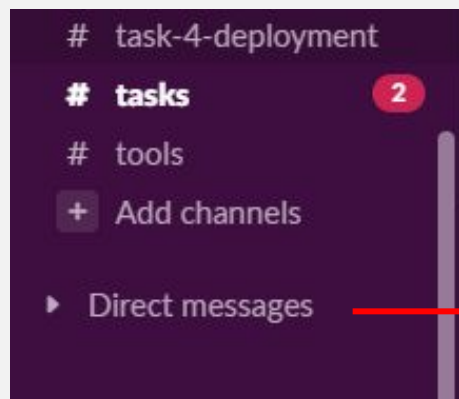 # task-4-deployment
# tasks 2
# tools
+ Add channels
Direct messages